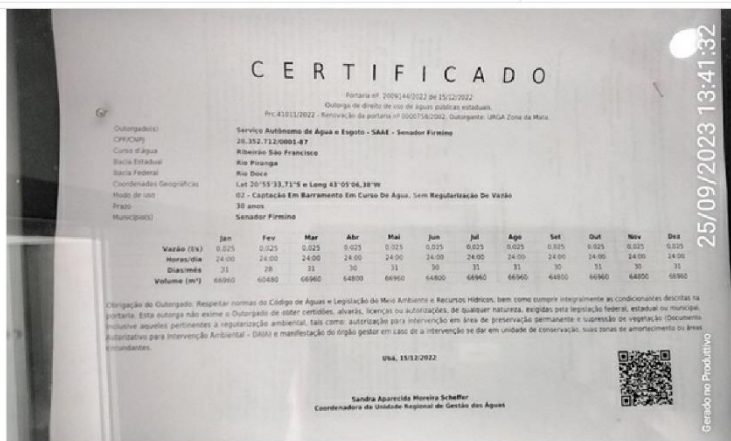 CERTIFICADO
Portaria nº. 2009144/2022 de 15/12/2022
Outorga de direito de uso de águas públicas estaduais.
Prc.41011/2022 - Renovação da portaria nº 0000758/2002. Outorgante: URGA Zona da Mata.
Outorgado(s) Serviço Autônomo de Água e Esgoto - SAAE - Senador Firmino
CPF/CNPJ 20.352.712/0001-87
Curso d'água Ribeirão São Francisco
Bacia Estadual Rio Piranga
Bacia Federal Rio Doce
Coordenadas Geográficas Lat 20°55'33,71"S e Long 43°05'06,38"W
Modo de uso 02 - Captação Em Barramento Em Curso De Água, Sem Regularização De Vazão
Prazo 30 anos
Município(s) Senador Firmino
Jan Fev Mar Abr Mai Jun Jul Ago Set Out Nov Dez
Vazão (l/s) 0,025 0,025 0,025 0,025 0,025 0,025 0,025 0,025 0,025 0,025 0,025 0,025
Horas/dia 24:00 24:00 24:00 24:00 24:00 24:00 24:00 24:00 24:00 24:00 24:00 24:00
Dias/mês 31 28 31 30 31 30 31 31 30 31 30 31
Volume (m³) 66960 60480 66960 64800 66960 64800 66960 66960 64800 66960 64800 66960
Obrigação do Outorgado: Respeitar normas do Código de Águas e Legislação do Meio Ambiente e Recursos Hídricos, bem como cumprir integralmente as condicionantes descritas na
portaria. Esta outorga não exime o Outorgado de obter certidões, alvarás, licenças ou autorizações, de qualquer natureza, exigidas pela legislação federal, estadual ou municipal,
inclusive aqueles pertinentes à regularização ambiental, tais como: autorização para intervenção em área de preservação permanente e supressão de vegetação (Documento
Autorizativo para Intervenção Ambiental - DAIA) e manifestação do órgão gestor em caso de a intervenção se dar em unidade de conservação, suas zonas de amortecimento ou áreas
circundantes.
Ubá, 15/12/2022
Sandra Aparecida Moreira Scheffer
Coordenadora da Unidade Regional de Gestão das Águas
25/09/2023 13:41:32
Gerado no Produttivo